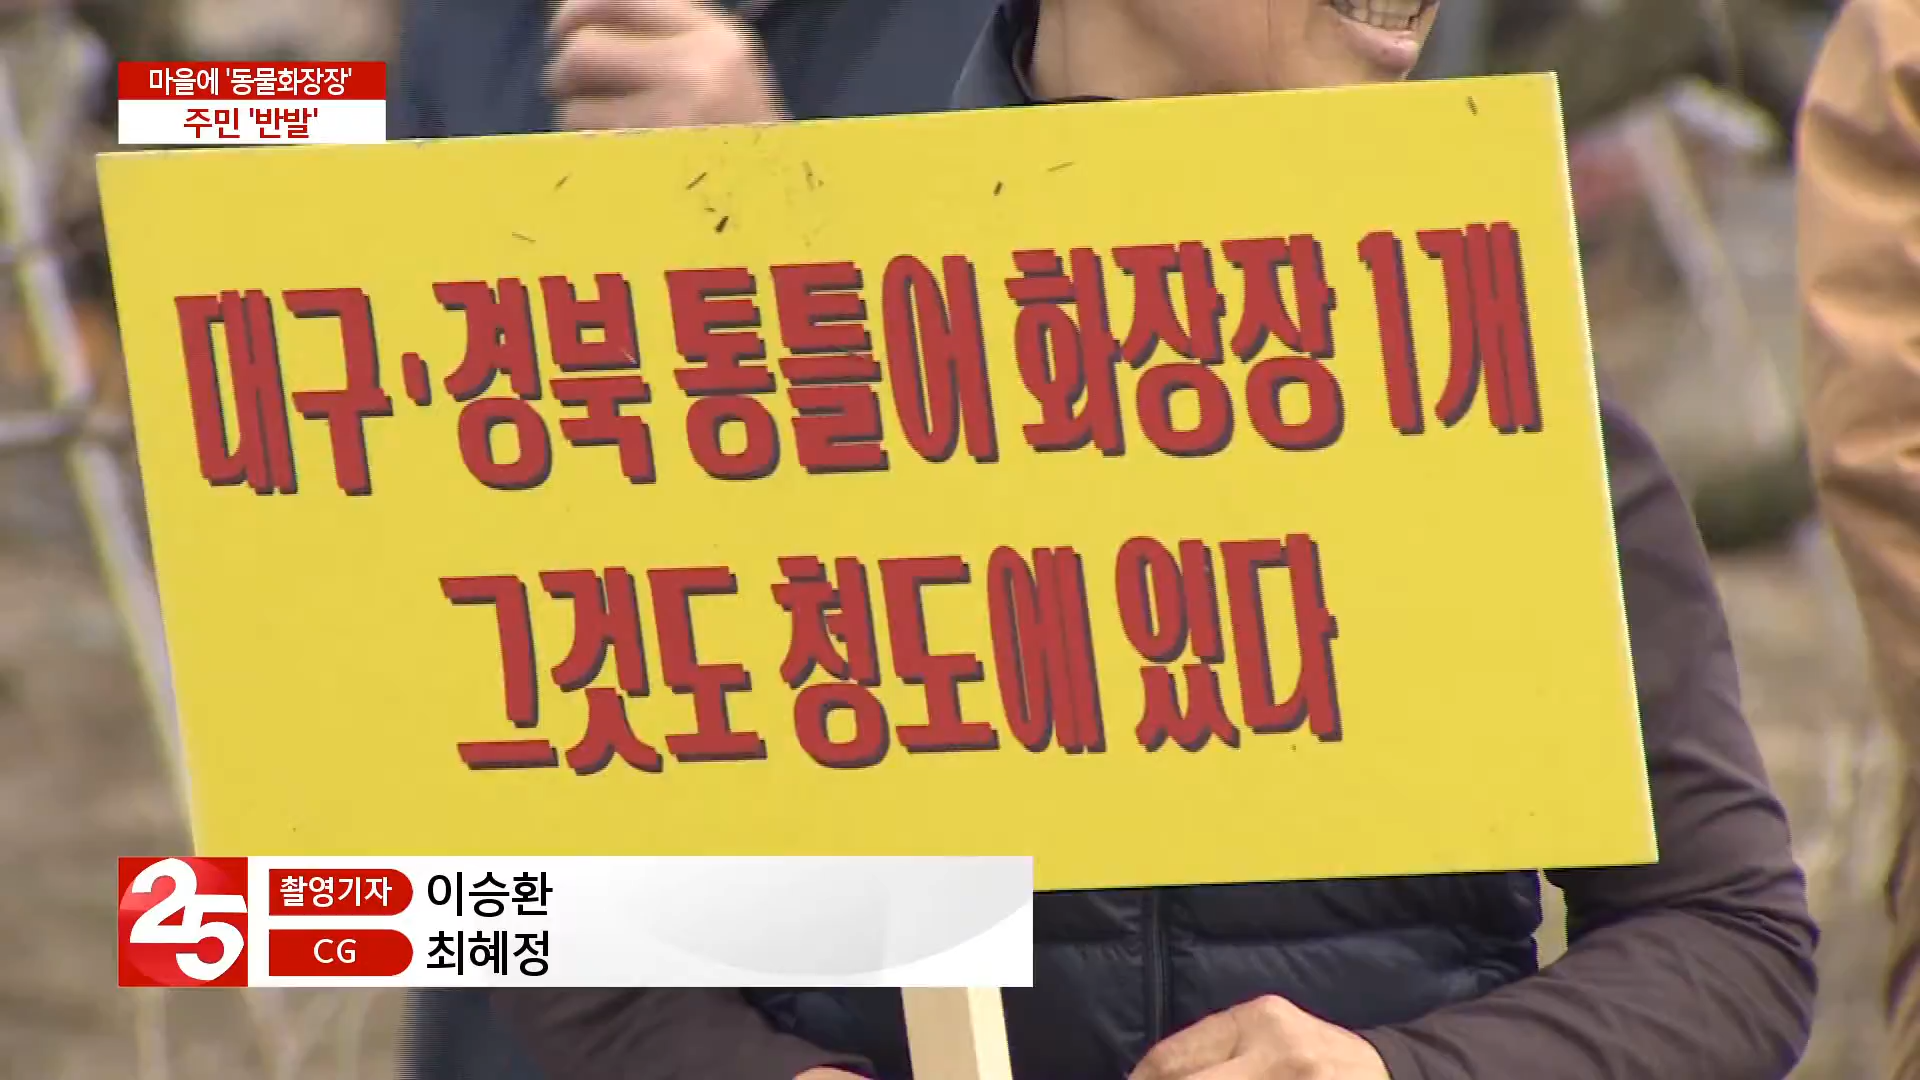 마을에 '동물화장장'
주민 '반발'
대구·경북 통틀어 화장장 1개
그것도 청도에 있다
25
촬영기자 이승환
CG 최혜정